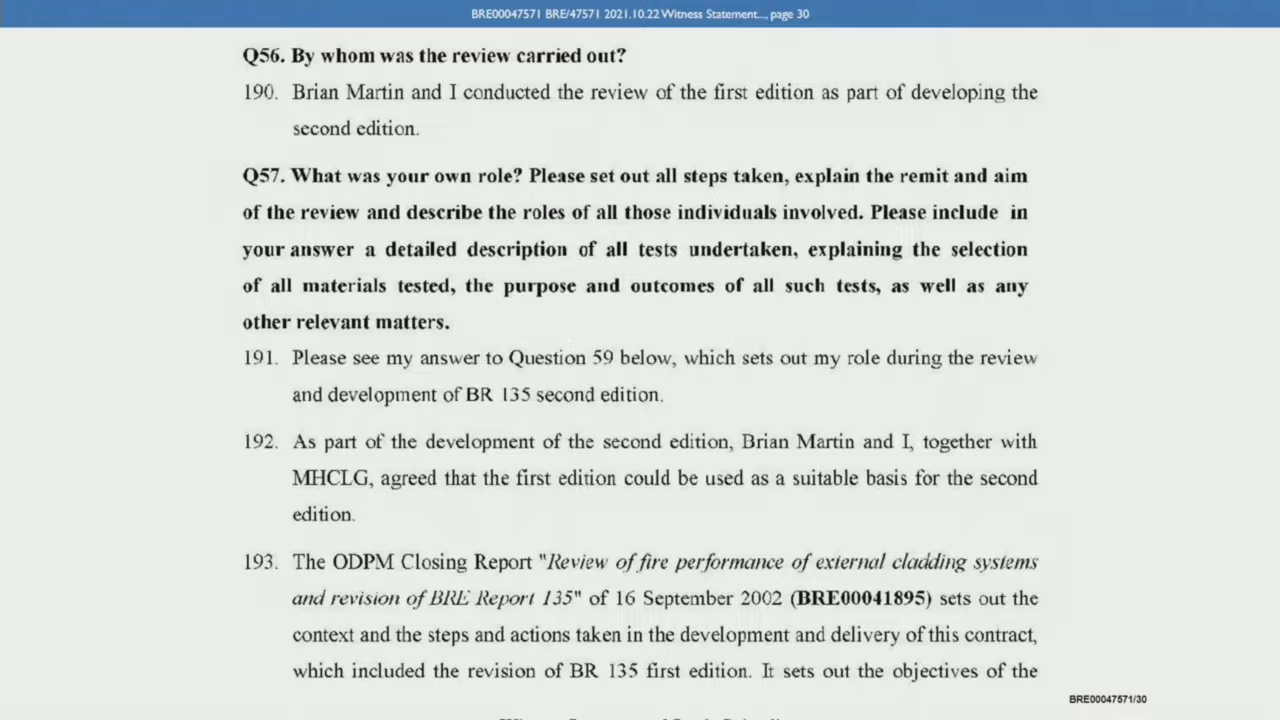 BRE00047571 BRE/47571 2021.10.22 Witness Statement..., page 30
Q56. By whom was the review carried out?
190. Brian Martin and I conducted the review of the first edition as part of developing the
second edition.
Q57. What was your own role? Please set out all steps taken, explain the remit and aim
of the review and describe the roles of all those individuals involved. Please include in
your answer a detailed description of all tests undertaken, explaining the selection
of all materials tested, the purpose and outcomes of all such tests, as well as any
other relevant matters.
191. Please see my answer to Question 59 below, which sets out my role during the review
and development of BR 135 second edition.
192. As part of the development of the second edition, Brian Martin and I, together with
MHCLG, agreed that the first edition could be used as a suitable basis for the second
edition.
193. The ODPM Closing Report "Review of fire performance of external cladding systems
and revision of BRE Report 135" of 16 September 2002 (BRE00041895) sets out the
context and the steps and actions taken in the development and delivery of this contract,
which included the revision of BR 135 first edition. It sets out the objectives of the
BRE00047571/30